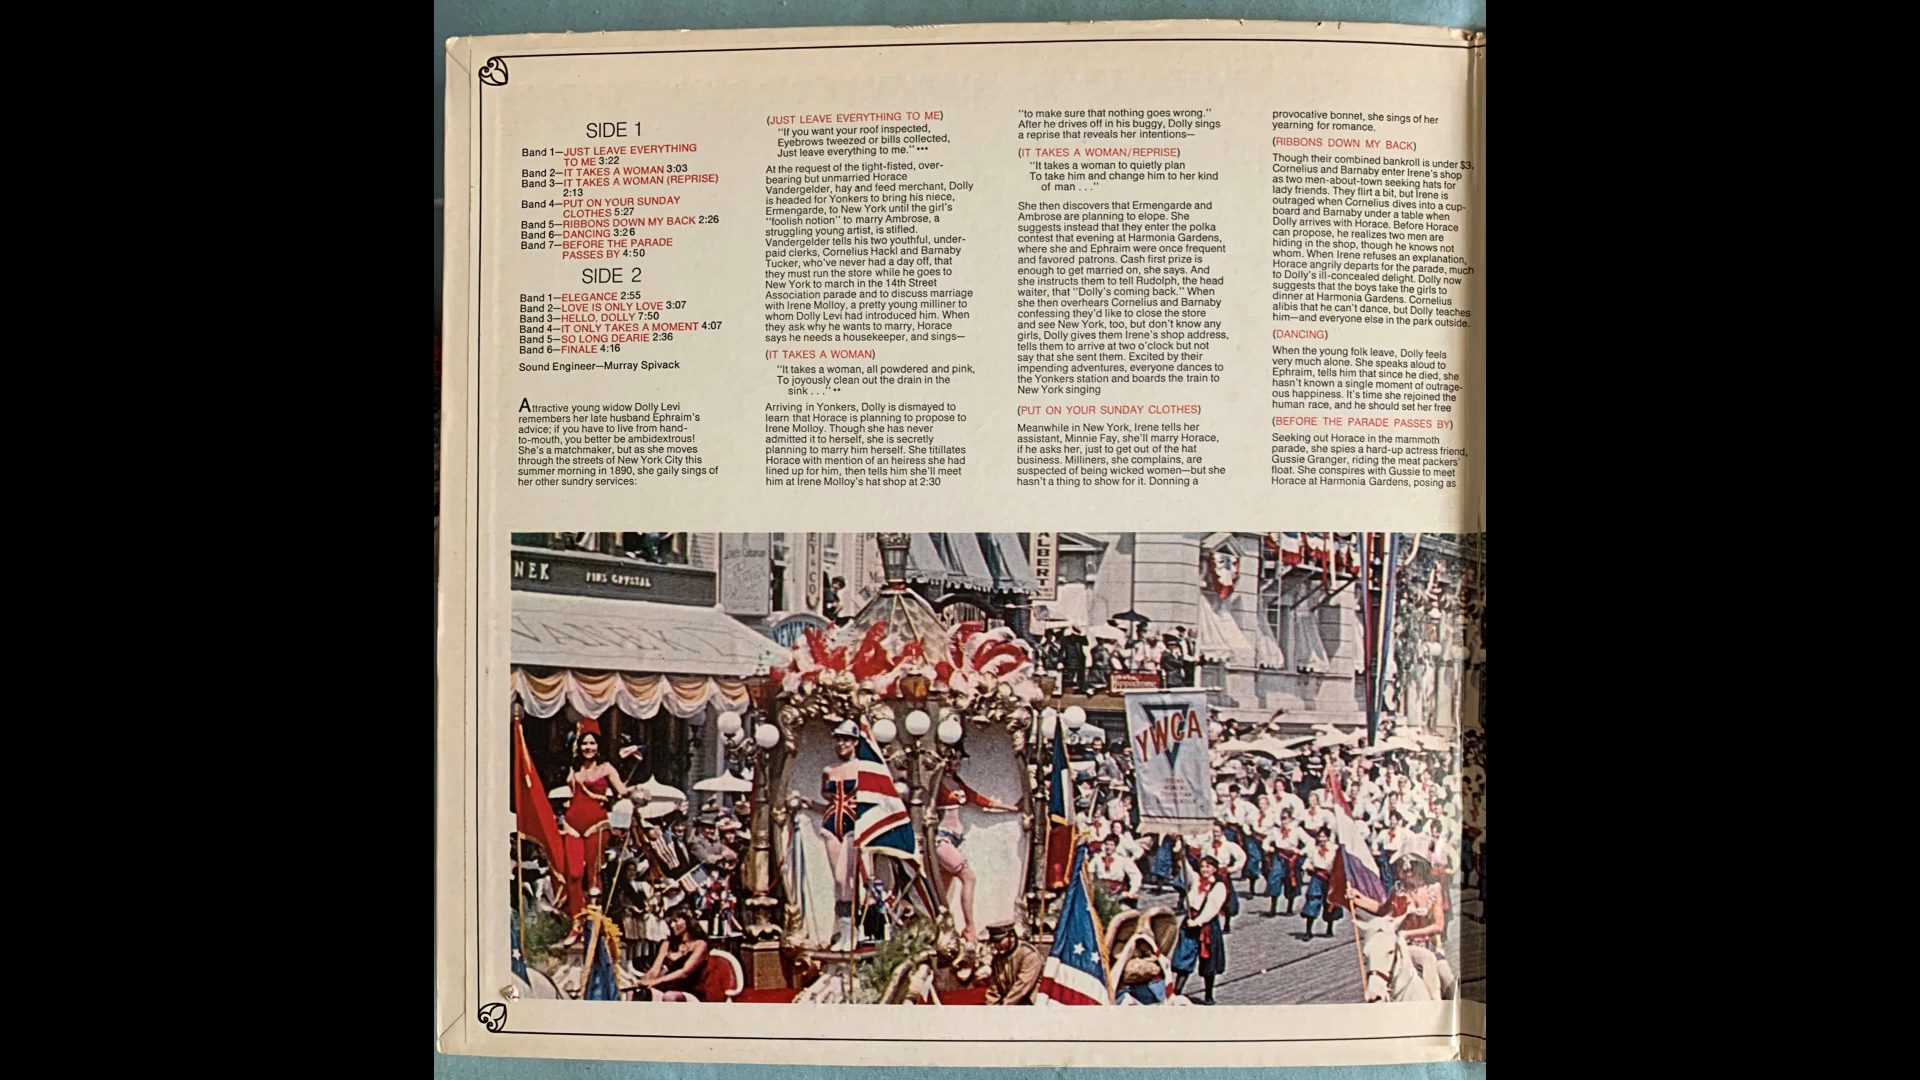 SIDE 1
Band 1—JUST LEAVE EVERYTHING
TO ME 3:22
Band 2—IT TAKES A WOMAN 3:03
Band 3—IT TAKES A WOMAN (REPRISE)
2:13
Band 4—PUT ON YOUR SUNDAY
CLOTHES 5:27
Band 5—RIBBONS DOWN MY BACK 2:26
Band 6—DANCING 3:26
Band 7—BEFORE THE PARADE
PASSES BY 4:50
SIDE 2
Band 1—ELEGANCE 2:55
Band 2—LOVE IS ONLY LOVE 3:07
Band 3—HELLO, DOLLY 7:50
Band 4—IT ONLY TAKES A MOMENT 4:07
Band 5—SO LONG DEARIE 2:36
Band 6—FINALE 4:16
Sound Engineer—Murray Spivack
Attractive young widow Dolly Levi
remembers her late husband Ephraim's
advice; if you have to live from hand-
to-mouth, you better be ambidextrous!
She's a matchmaker, but as she moves
through the streets of New York City this
summer morning in 1890, she gaily sings of
her other sundry services:
(JUST LEAVE EVERYTHING TO ME)
"If you want your roof inspected,
Eyebrows tweezed or bills collected,
Just leave everything to me." •••
At the request of the tight-fisted, over-
bearing but unmarried Horace
Vandergelder, hay and feed merchant, Dolly
is headed for Yonkers to bring his niece,
Ermengarde, to New York until the girl's
"foolish notion" to marry Ambrose, a
struggling young artist, is stifled.
Vandergelder tells his two youthful, under-
paid clerks, Cornelius Hackl and Barnaby
Tucker, who've never had a day off, that
they must run the store while he goes to
New York to march in the 14th Street
Association parade and to discuss marriage
with Irene Molloy, a pretty young milliner to
whom Dolly Levi had introduced him. When
they ask why he wants to marry, Horace
says he needs a housekeeper, and sings—
(IT TAKES A WOMAN)
"It takes a woman, all powdered and pink,
To joyously clean out the drain in the
sink . . ." ••
Arriving in Yonkers, Dolly is dismayed to
learn that Horace is planning to propose to
Irene Molloy. Though she has never
admitted it to herself, she is secretly
planning to marry him herself. She titillates
Horace with mention of an heiress she had
lined up for him, then tells him she'll meet
him at Irene Molloy's hat shop at 2:30
"to make sure that nothing goes wrong."
After he drives off in his buggy, Dolly sings
a reprise that reveals her intentions—
(IT TAKES A WOMAN/REPRISE)
"It takes a woman to quietly plan
To take him and change him to her kind
of man . . ."
She then discovers that Ermengarde and
Ambrose are planning to elope. She
suggests instead that they enter the polka
contest that evening at Harmonia Gardens,
where she and Ephraim were once frequent
and favored patrons. Cash first prize is
enough to get married on, she says. And
she instructs them to tell Rudolph, the head
waiter, that "Dolly's coming back." When
she then overhears Cornelius and Barnaby
confessing they'd like to close the store
and see New York, too, but don't know any
girls, Dolly gives them Irene's shop address,
tells them to arrive at two o'clock but not
say that she sent them. Excited by their
impending adventures, everyone dances to
the Yonkers station and boards the train to
New York singing
(PUT ON YOUR SUNDAY CLOTHES)
Meanwhile in New York, Irene tells her
assistant, Minnie Fay, she'll marry Horace,
if he asks her, just to get out of the hat
business. Milliners, she complains, are
suspected of being wicked women—but she
hasn't a thing to show for it. Donning a
provocative bonnet, she sings of her
yearning for romance.
(RIBBONS DOWN MY BACK)
Though their combined bankroll is under $3,
Cornelius and Barnaby enter Irene's shop
as two men-about-town seeking hats for
lady friends. They flirt a bit, but Irene is
outraged when Cornelius dives into a cup-
board and Barnaby under a table when
Dolly arrives with Horace. Before Horace
can propose, he realizes two men are
hiding in the shop, though he knows not
whom. When Irene refuses an explanation,
Horace angrily departs for the parade, much
to Dolly's ill-concealed delight. Dolly now
suggests that the boys take the girls to
dinner at Harmonia Gardens. Cornelius
alibis that he can't dance, but Dolly teaches
him—and everyone else in the park outside.
(DANCING)
When the young folk leave, Dolly feels
very much alone. She speaks aloud to
Ephraim, tells him that since he died, she
hasn't known a single moment of outrage-
ous happiness. It's time she rejoined the
human race, and he should set her free
(BEFORE THE PARADE PASSES BY)
Seeking out Horace in the mammoth
parade, she spies a hard-up actress friend,
Gussie Granger, riding the meat packers'
float. She conspires with Gussie to meet
Horace at Harmonia Gardens, posing as
NEK
FINE CRYSTAL
VANEK
Y & CO
ALBERT
SPORTING
hippodrome
YWCA